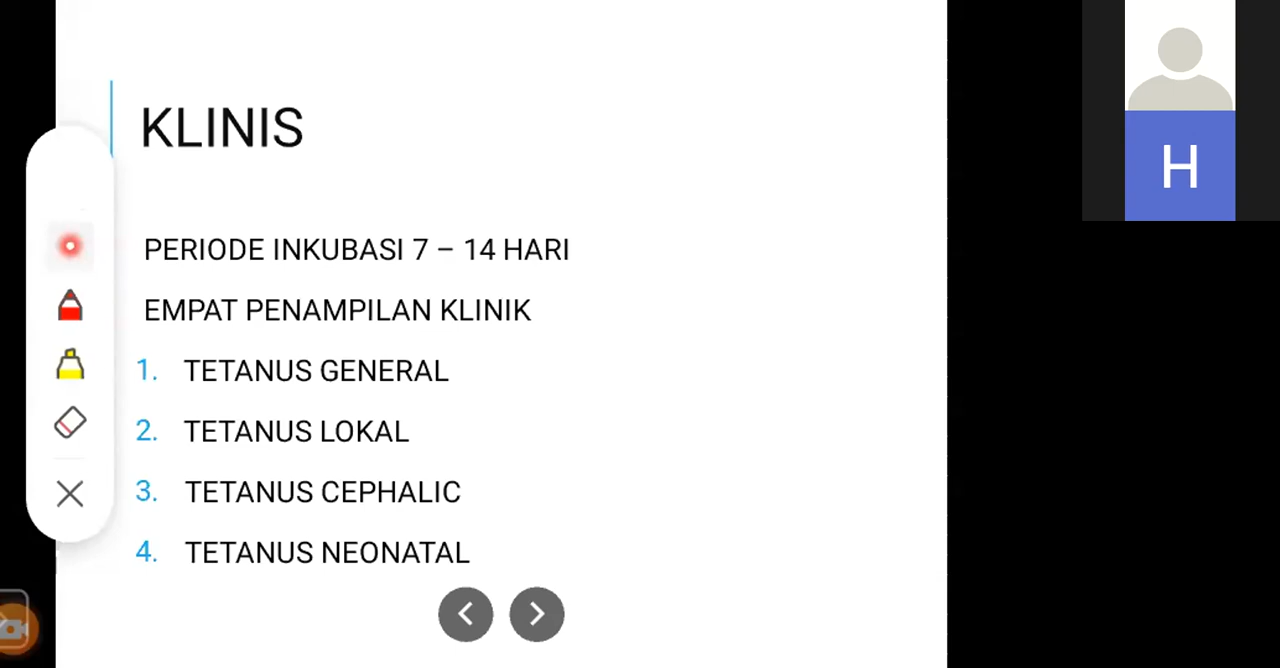 KLINIS
PERIODE INKUBASI 7 – 14 HARI
EMPAT PENAMPILAN KLINIK
1. TETANUS GENERAL
2. TETANUS LOKAL
3. TETANUS CEPHALIC
4. TETANUS NEONATAL
H